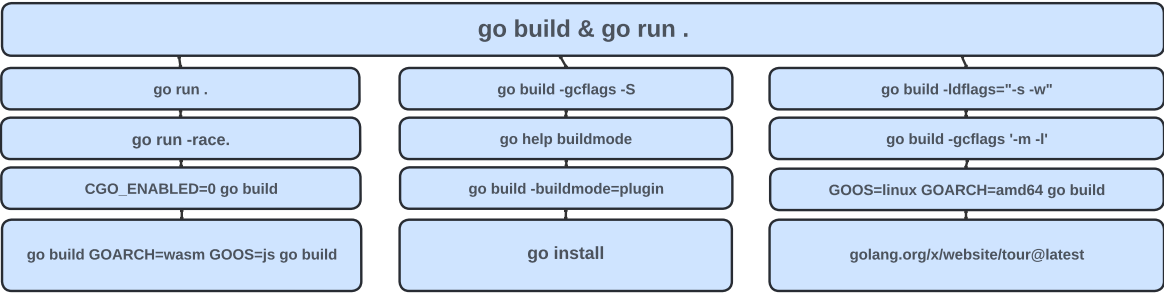 go build & go run .
go run .
go build -gcflags -S
go build -ldflags="-s -w"
go run -race.
go help buildmode
go build -gcflags '-m -l'
CGO_ENABLED=0 go build
go build -buildmode=plugin
GOOS=linux GOARCH=amd64 go build
go build GOARCH=wasm GOOS=js go build
go install
golang.org/x/website/tour@latest